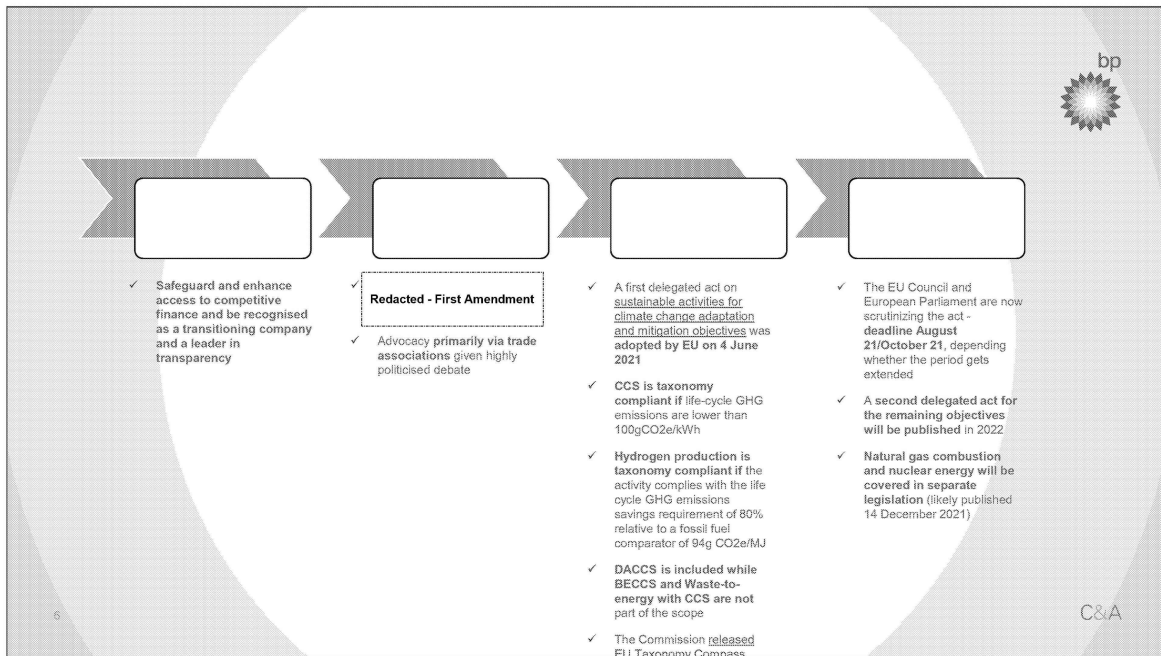 bp
Safeguard and enhance
access to competitive
finance and be recognised
as a transitioning company
and a leader in
transparency
Redacted - First Amendment
Advocacy primarily via trade
associations given highly
politicised debate
A first delegated act on
sustainable activities for
climate change adaptation
and mitigation objectives was
adopted by EU on 4 June
2021
CCS is taxonomy
compliant if life-cycle GHG
emissions are lower than
100gCO2e/kWh
Hydrogen production is
taxonomy compliant if the
activity complies with the life
cycle GHG emissions
savings requirement of 80%
relative to a fossil fuel
comparator of 94g CO2e/MJ
DACCS is included while
BECCS and Waste-to-
energy with CCS are not
part of the scope
The Commission released
EU Taxonomy Compass
The EU Council and
European Parliament are now
scrutinizing the act -
deadline August
21/October 21, depending
whether the period gets
extended
A second delegated act for
the remaining objectives
will be published in 2022
Natural gas combustion
and nuclear energy will be
covered in separate
legislation (likely published
14 December 2021)
6
C&A